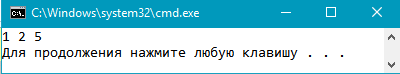 C:\Windows\system32\cmd.exe
1 2 5
Для продолжения нажмите любую клавишу . . .